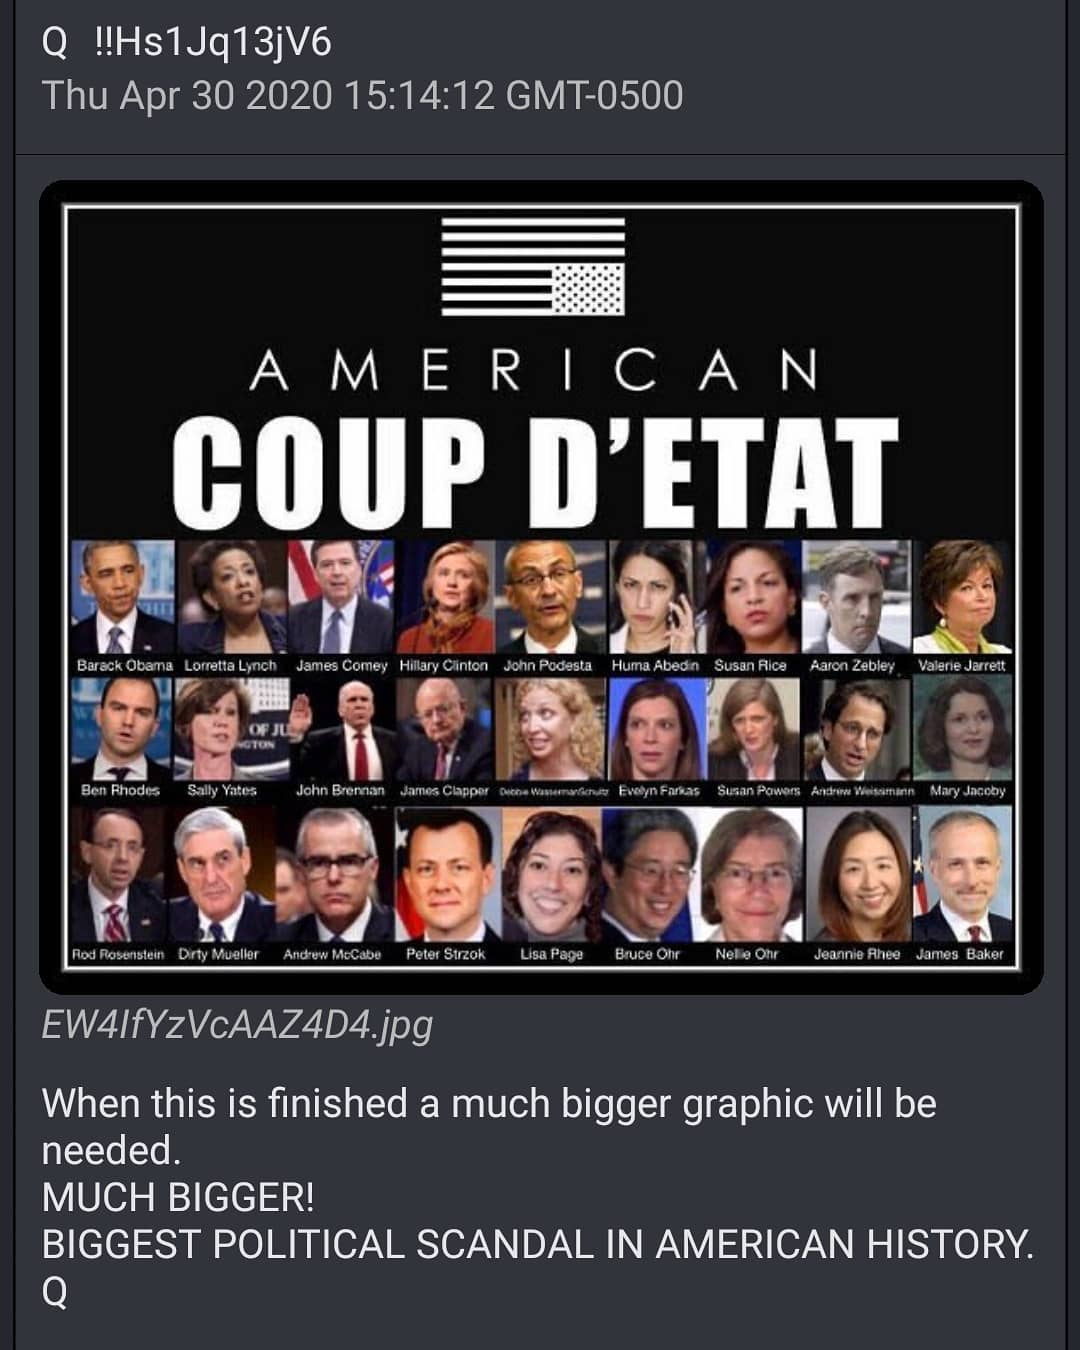 Q !!Hs1Jq13jV6
Thu Apr 30 2020 15:14:12 GMT-0500
AMERICAN
COUP D'ETAT
Barack Obama Lorretta Lynch James Comey Hillary Clinton John Podesta Huma Abedin Susan Rice Aaron Zebley Valerie Jarrett
OF JU
GTON
Ben Rhodes Sally Yates John Brennan James Clapper Debbie WassermanSchultz Evelyn Farkas Susan Powers Andrew Weissmann Mary Jacoby
Rod Rosenstein Dirty Mueller Andrew McCabe Peter Strzok Lisa Page Bruce Ohr Nellie Ohr Jeannie Rhee James Baker
EW4IfYzVcAAZ4D4.jpg
When this is finished a much bigger graphic will be
needed.
MUCH BIGGER!
BIGGEST POLITICAL SCANDAL IN AMERICAN HISTORY.
Q